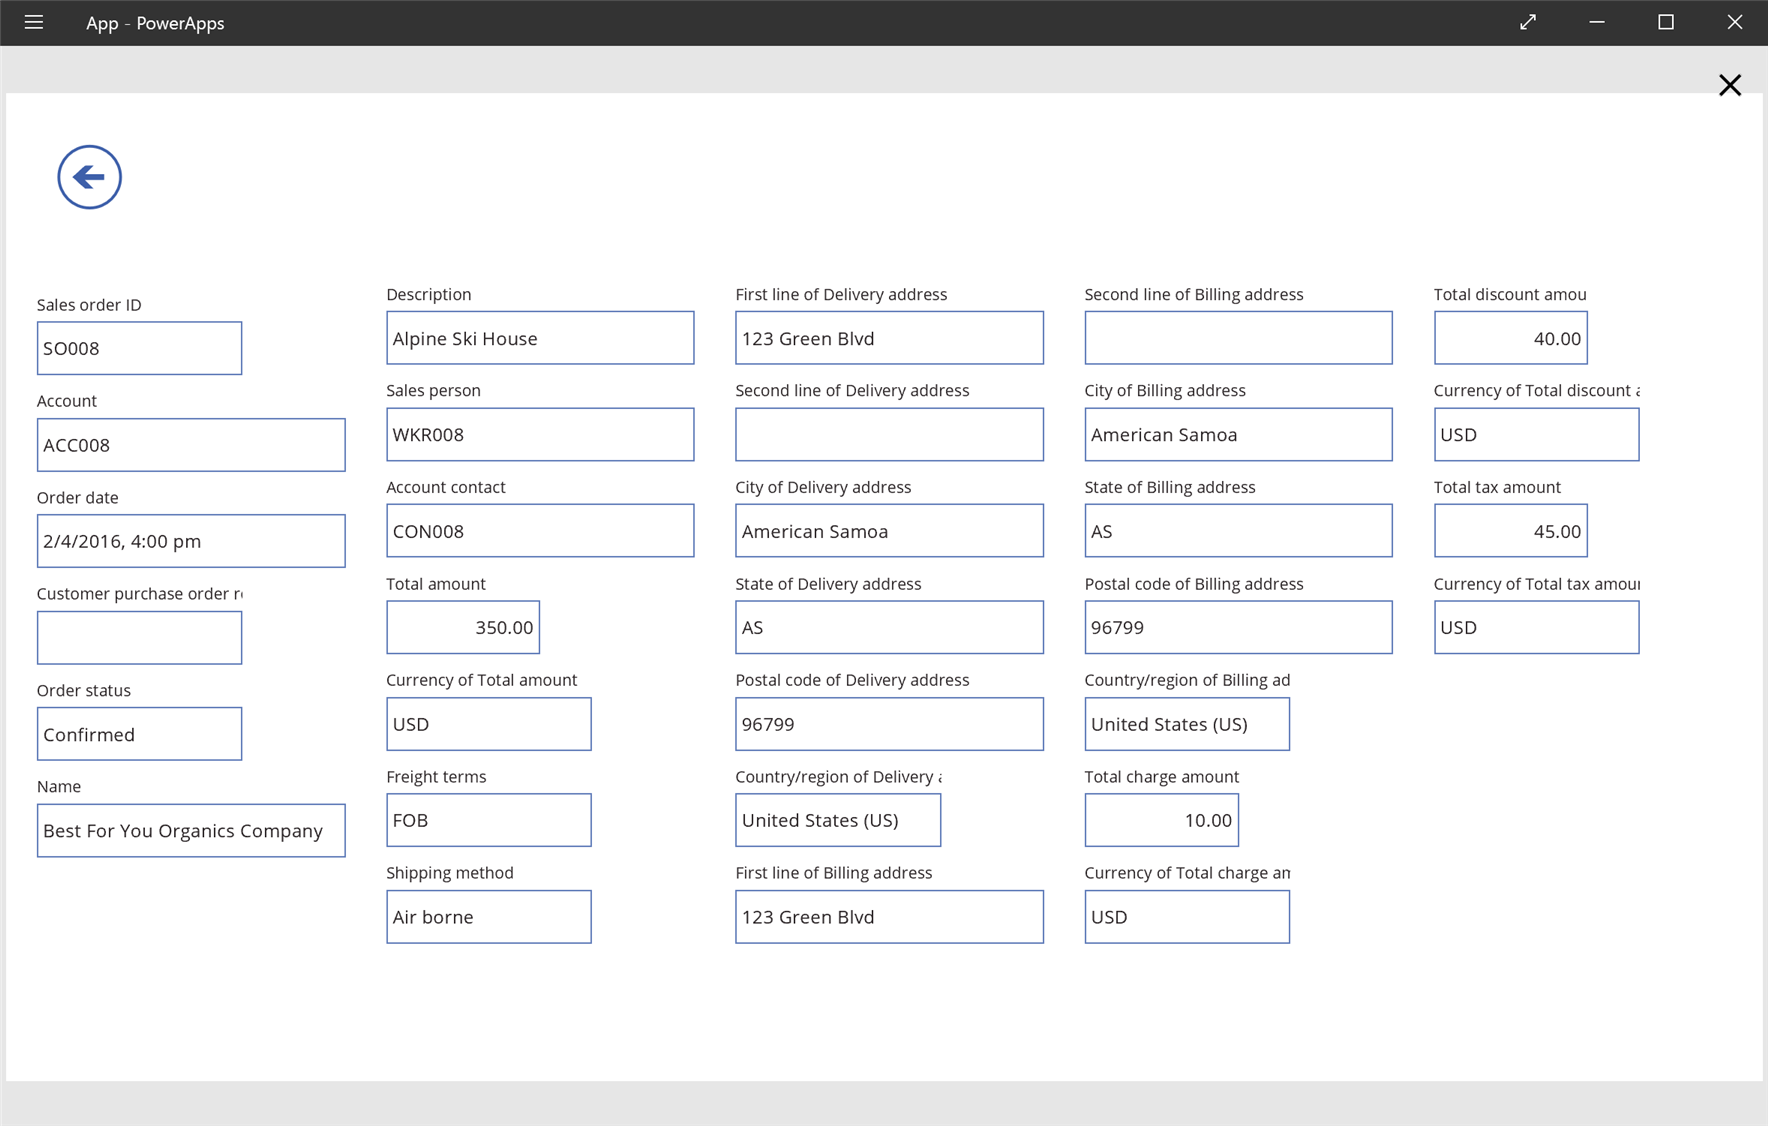 App - PowerApps
Sales order ID
SO008
Account
ACC008
Order date
2/4/2016, 4:00 pm
Customer purchase order
Order status
Confirmed
Name
Best For You Organics Company
Description
Alpine Ski House
Sales person
WKR008
Account contact
CON008
Total amount
350.00
Currency of Total amount
USD
Freight terms
FOB
Shipping method
Air borne
First line of Delivery address
123 Green Blvd
Second line of Delivery address
City of Delivery address
American Samoa
State of Delivery address
AS
Postal code of Delivery address
96799
Country/region of Delivery
United States (US)
First line of Billing address
123 Green Blvd
Second line of Billing address
City of Billing address
American Samoa
State of Billing address
AS
Postal code of Billing address
96799
Country/region of Billing ad
United States (US)
Total charge amount
10.00
Currency of Total charge am
USD
Total discount amou
40.00
Currency of Total discount
USD
Total tax amount
45.00
Currency of Total tax amou
USD